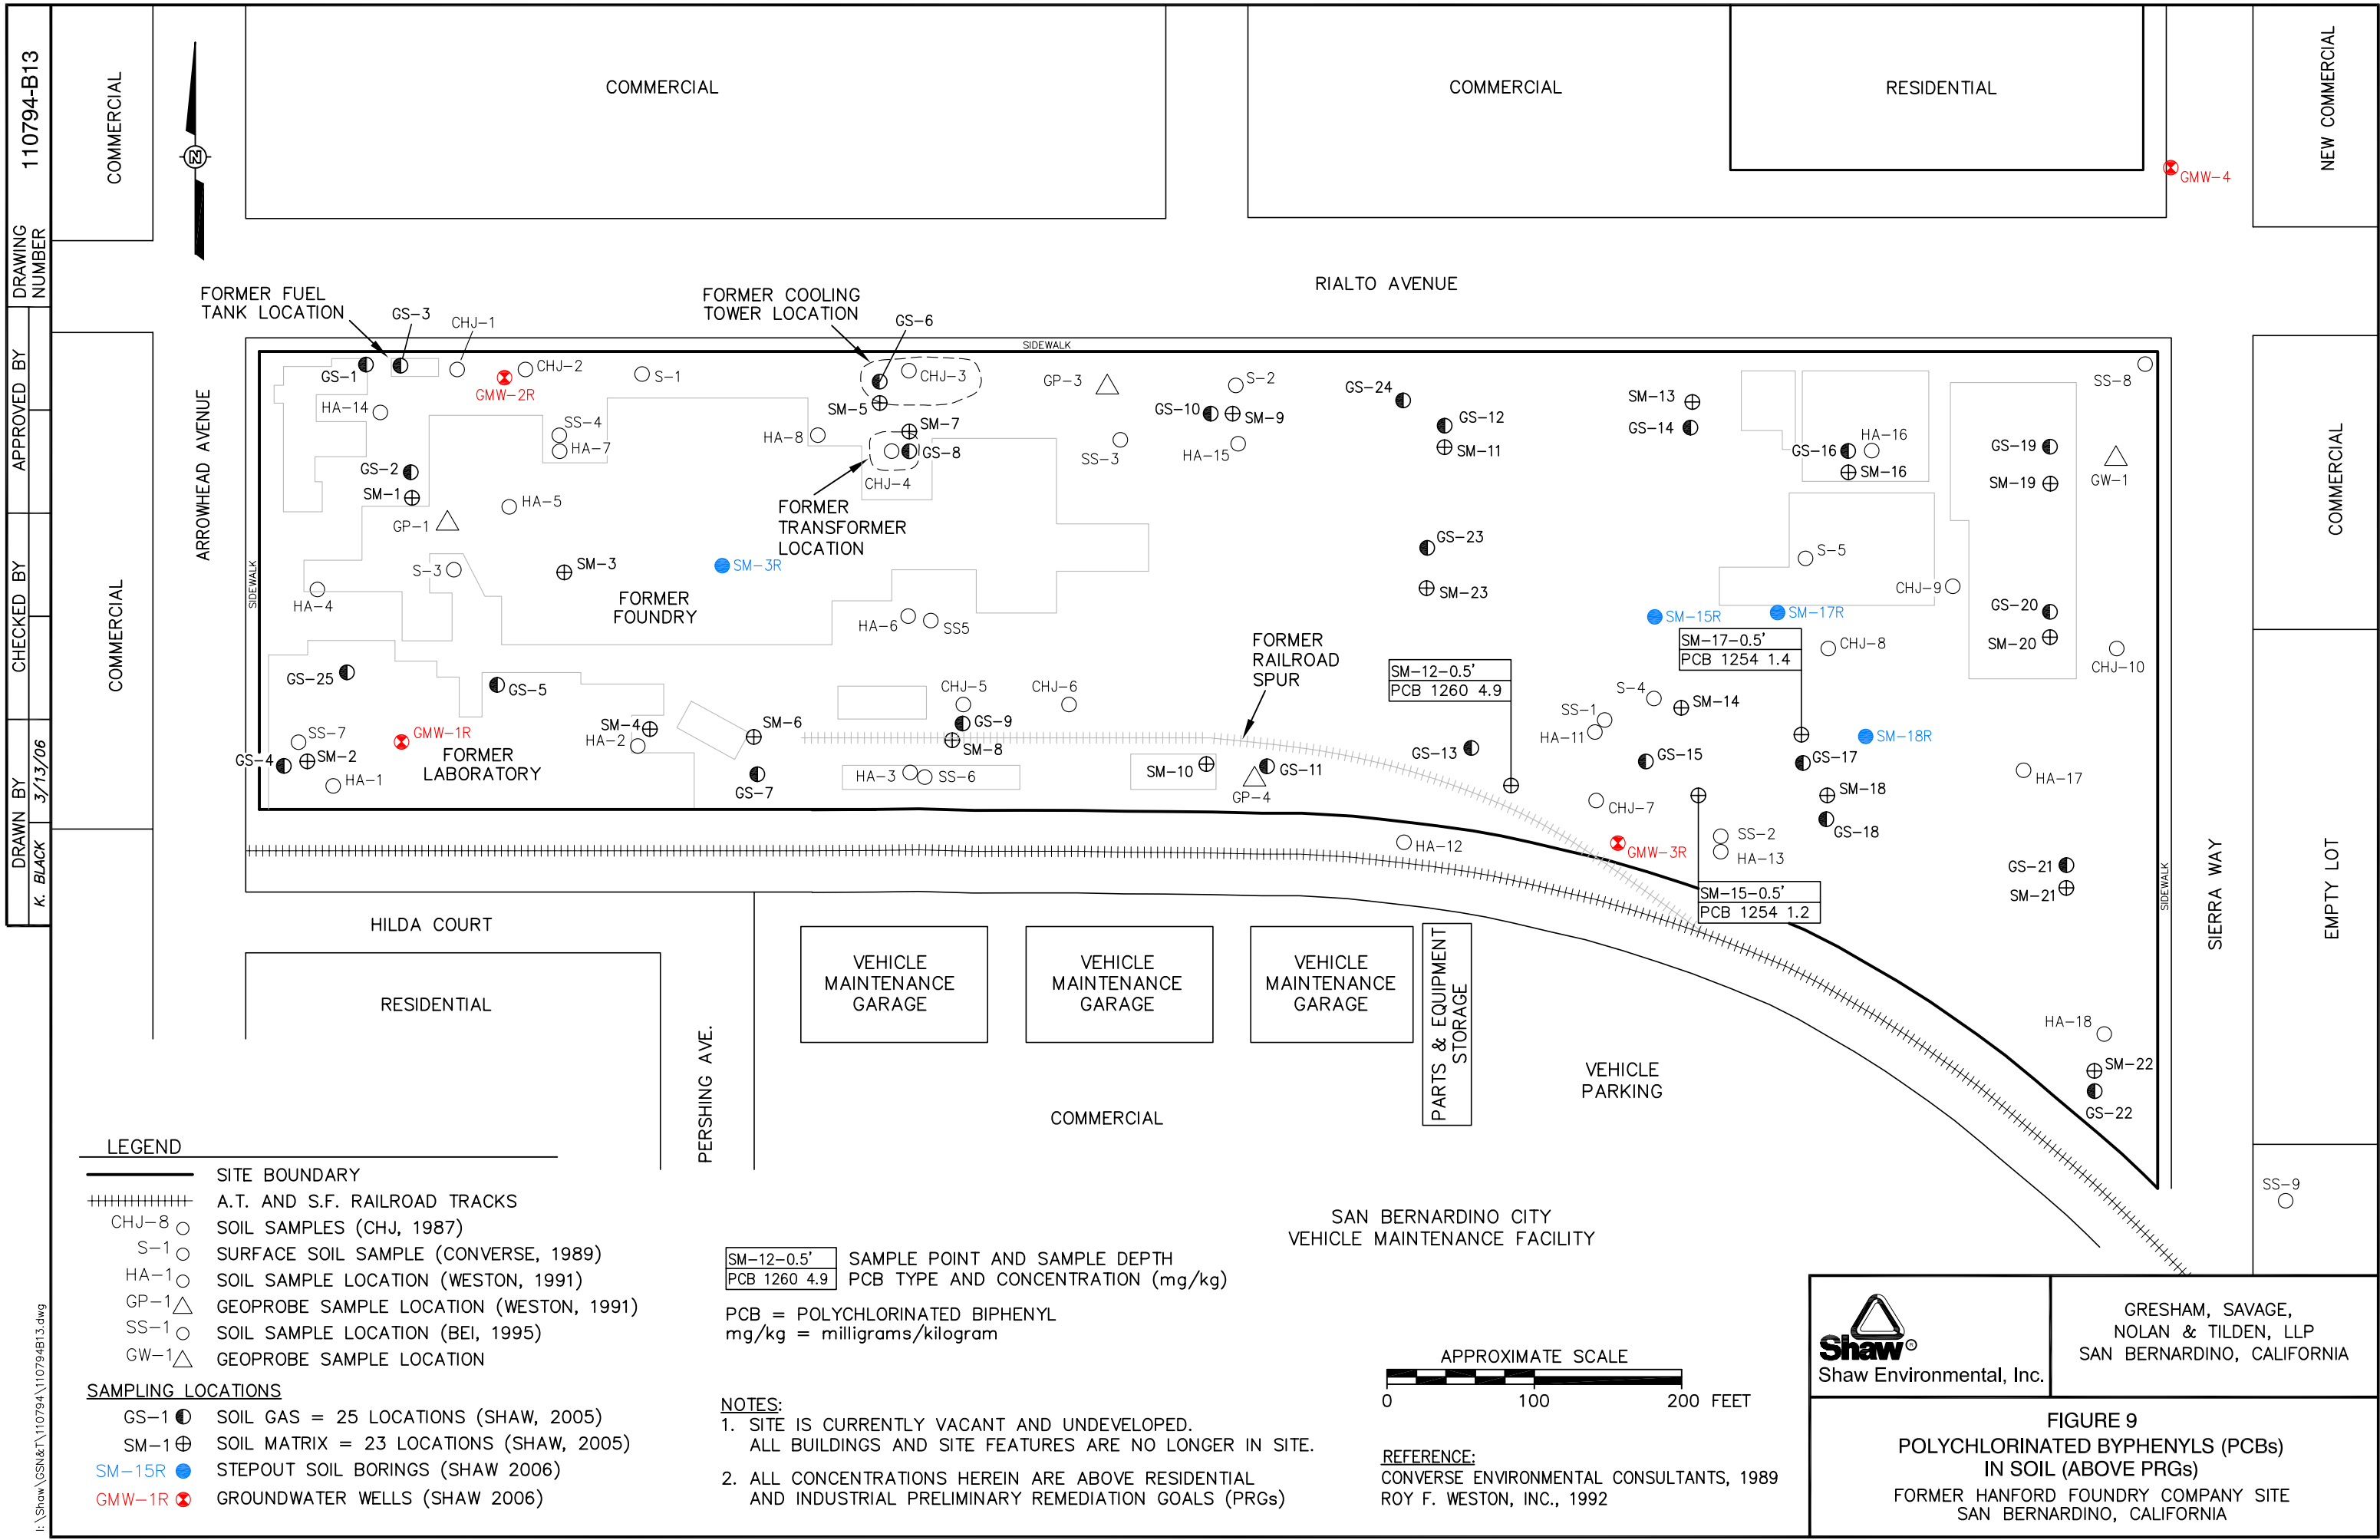 110794-B13
DRAWING
NUMBER
APPROVED BY
CHECKED BY
DRAWN BY
3/13/06
K. BLACK
I:\Shaw\GSN&T\110794\110794B13.dwg
COMMERCIAL
COMMERCIAL
COMMERCIAL
RESIDENTIAL
NEW COMMERCIAL
N
GMW-4
RIALTO AVENUE
FORMER FUEL
TANK LOCATION
GS-3
CHJ-1
FORMER COOLING
TOWER LOCATION
GS-6
SIDEWALK
GS-1
CHJ-2
GMW-2R
S-1
CHJ-3
GP-3
S-2
GS-24
SM-13
SS-8
HA-14
SM-5
GS-10
SM-9
GS-12
GS-14
SS-4
HA-7
HA-8
SM-7
GS-8
SS-3
HA-15
SM-11
HA-16
GS-16
SM-16
GS-19
GS-2
SM-1
CHJ-4
SM-19
GW-1
COMMERCIAL
ARROWHEAD AVENUE
GP-1
HA-5
FORMER
TRANSFORMER
LOCATION
GS-23
S-5
S-3
SM-3
SM-3R
SM-23
CHJ-9
HA-4
SIDEWALK
FORMER
FOUNDRY
HA-6
SS5
SM-15R
SM-17R
GS-20
SM-20
COMMERCIAL
FORMER
RAILROAD
SPUR
SM-12-0.5'
PCB 1260 4.9
SM-17-0.5'
PCB 1254 1.4
CHJ-8
CHJ-10
GS-25
GS-5
CHJ-5
CHJ-6
S-4
SM-14
SS-1
HA-11
SM-4
HA-2
SM-6
GS-9
SM-8
SS-7
GMW-1R
SM-18R
GS-4
SM-2
HA-1
FORMER
LABORATORY
GS-7
HA-3
SS-6
SM-10
GS-11
GP-4
GS-13
GS-15
GS-17
HA-17
SM-18
CHJ-7
GS-18
HA-12
GMW-3R
SS-2
HA-13
GS-21
SM-21
SIDEWALK
SIERRA WAY
EMPTY LOT
SM-15-0.5'
PCB 1254 1.2
HILDA COURT
RESIDENTIAL
PERSHING AVE.
VEHICLE
MAINTENANCE
GARAGE
VEHICLE
MAINTENANCE
GARAGE
VEHICLE
MAINTENANCE
GARAGE
PARTS & EQUIPMENT
STORAGE
HA-18
SM-22
GS-22
VEHICLE
PARKING
COMMERCIAL
SS-9
SAN BERNARDINO CITY
VEHICLE MAINTENANCE FACILITY
LEGEND
SITE BOUNDARY
A.T. AND S.F. RAILROAD TRACKS
CHJ-8 SOIL SAMPLES (CHJ, 1987)
S-1 SURFACE SOIL SAMPLE (CONVERSE, 1989)
HA-1 SOIL SAMPLE LOCATION (WESTON, 1991)
GP-1 GEOPROBE SAMPLE LOCATION (WESTON, 1991)
SS-1 SOIL SAMPLE LOCATION (BEI, 1995)
GW-1 GEOPROBE SAMPLE LOCATION
SAMPLING LOCATIONS
GS-1 SOIL GAS = 25 LOCATIONS (SHAW, 2005)
SM-1 SOIL MATRIX = 23 LOCATIONS (SHAW, 2005)
SM-15R STEPOUT SOIL BORINGS (SHAW 2006)
GMW-1R GROUNDWATER WELLS (SHAW 2006)
SM-12-0.5' SAMPLE POINT AND SAMPLE DEPTH
PCB 1260 4.9 PCB TYPE AND CONCENTRATION (mg/kg)
PCB = POLYCHLORINATED BIPHENYL
mg/kg = milligrams/kilogram
NOTES:
1. SITE IS CURRENTLY VACANT AND UNDEVELOPED.
ALL BUILDINGS AND SITE FEATURES ARE NO LONGER IN SITE.
2. ALL CONCENTRATIONS HEREIN ARE ABOVE RESIDENTIAL
AND INDUSTRIAL PRELIMINARY REMEDIATION GOALS (PRGs)
APPROXIMATE SCALE
0 100 200 FEET
REFERENCE:
CONVERSE ENVIRONMENTAL CONSULTANTS, 1989
ROY F. WESTON, INC., 1992
Shaw®
Shaw Environmental, Inc.
GRESHAM, SAVAGE,
NOLAN & TILDEN, LLP
SAN BERNARDINO, CALIFORNIA
FIGURE 9
POLYCHLORINATED BYPHENYLS (PCBs)
IN SOIL (ABOVE PRGs)
FORMER HANFORD FOUNDRY COMPANY SITE
SAN BERNARDINO, CALIFORNIA